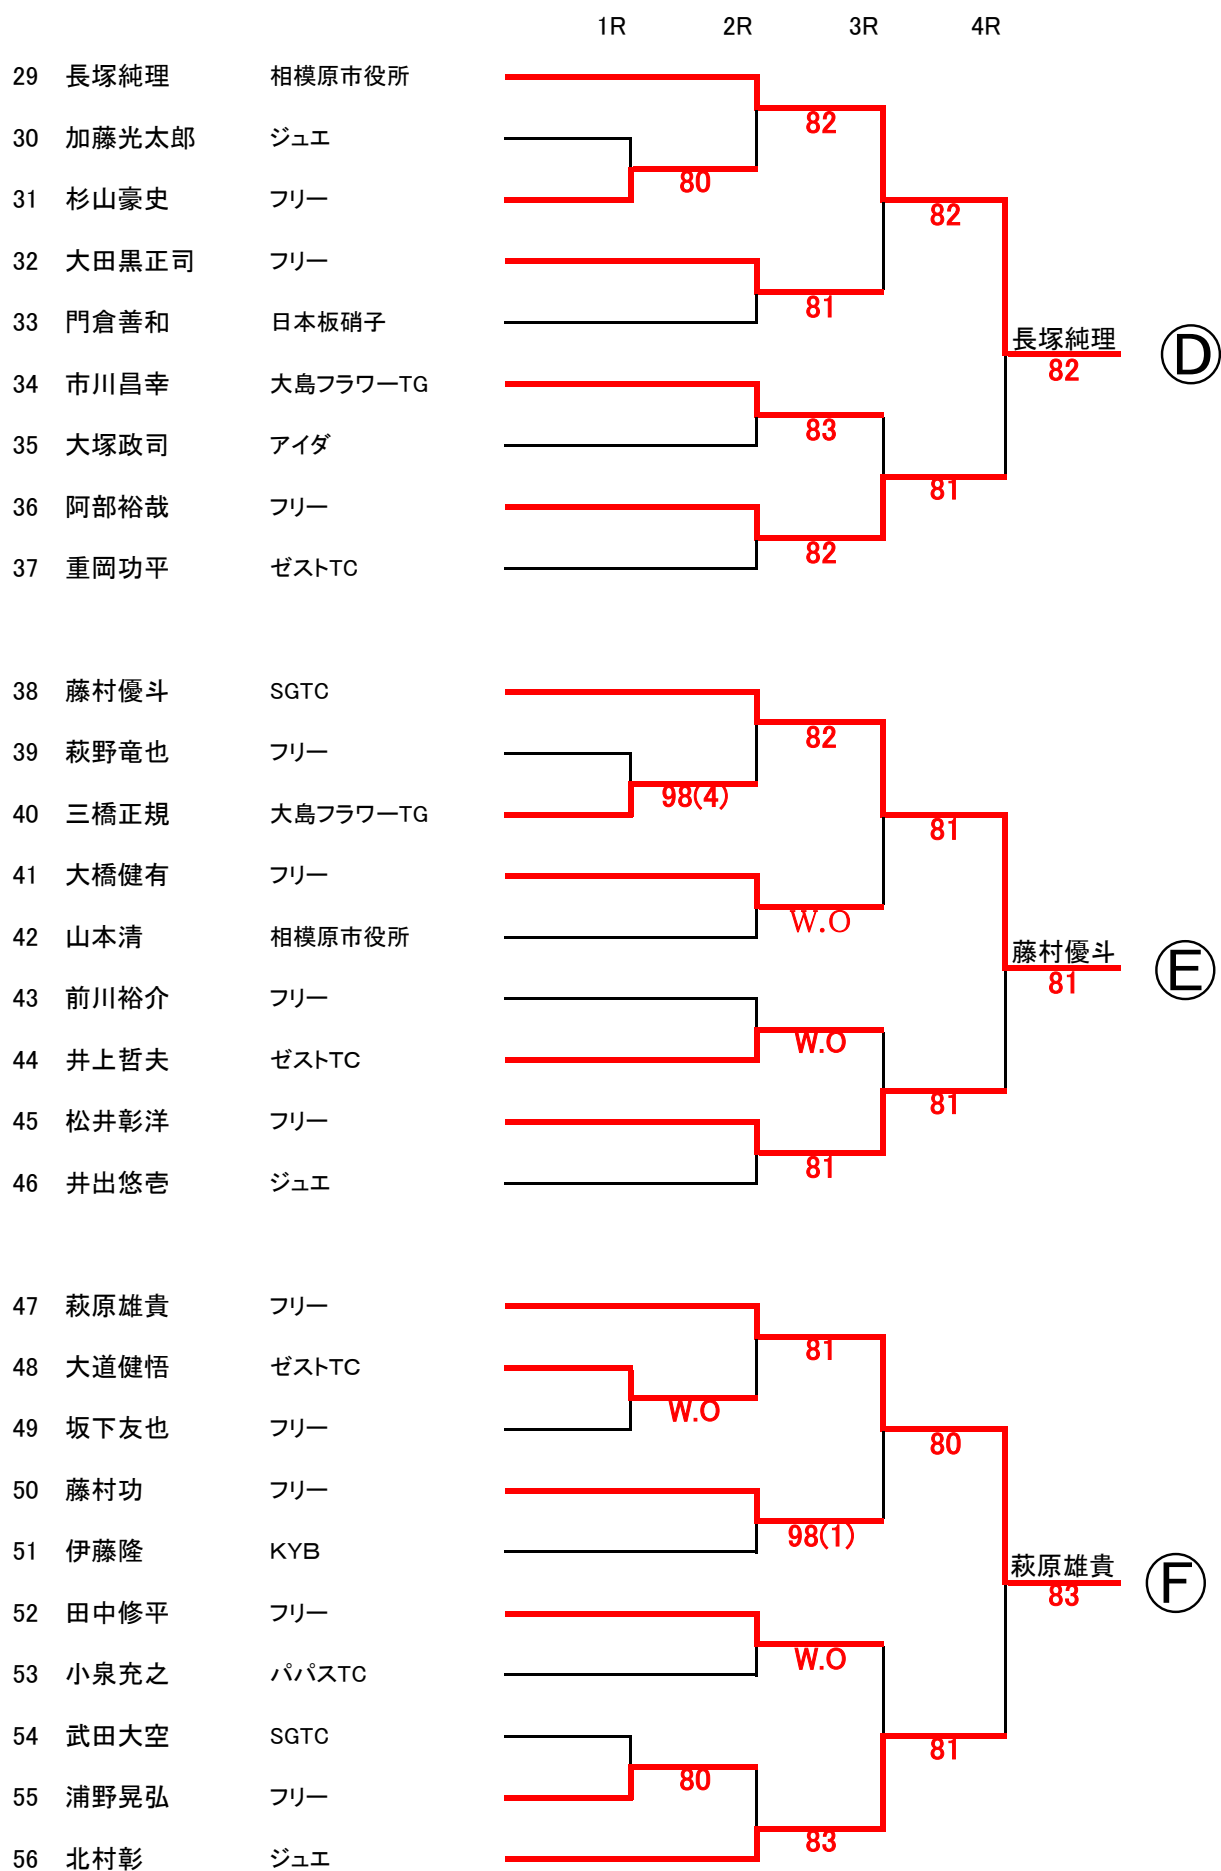 1R 2R 3R 4R
29 長塚純理 相模原市役所
82
30 加藤光太郎 ジュエ
80
31 杉山豪史 フリー
82
32 大田黒正司 フリー
81
33 門倉善和 日本板硝子
長塚純理
D
82
34 市川昌幸 大島フラワーTG
83
35 大塚政司 アイダ
81
36 阿部裕哉 フリー
82
37 重岡功平 ゼストTC
38 藤村優斗 SGTC
82
39 萩野竜也 フリー
98(4)
40 三橋正規 大島フラワーTG
81
41 大橋健有 フリー
W.O
42 山本清 相模原市役所
藤村優斗
E
81
43 前川裕介 フリー
W.O
44 井上哲夫 ゼストTC
81
45 松井彰洋 フリー
81
46 井出悠壱 ジュエ
47 萩原雄貴 フリー
81
48 大道健悟 ゼストTC
W.O
49 坂下友也 フリー
80
50 藤村功 フリー
98(1)
51 伊藤隆 KYB
萩原雄貴
F
83
52 田中修平 フリー
W.O
53 小泉充之 パパスTC
54 武田大空 SGTC
81
80
55 浦野晃弘 フリー
83
56 北村彰 ジュエ